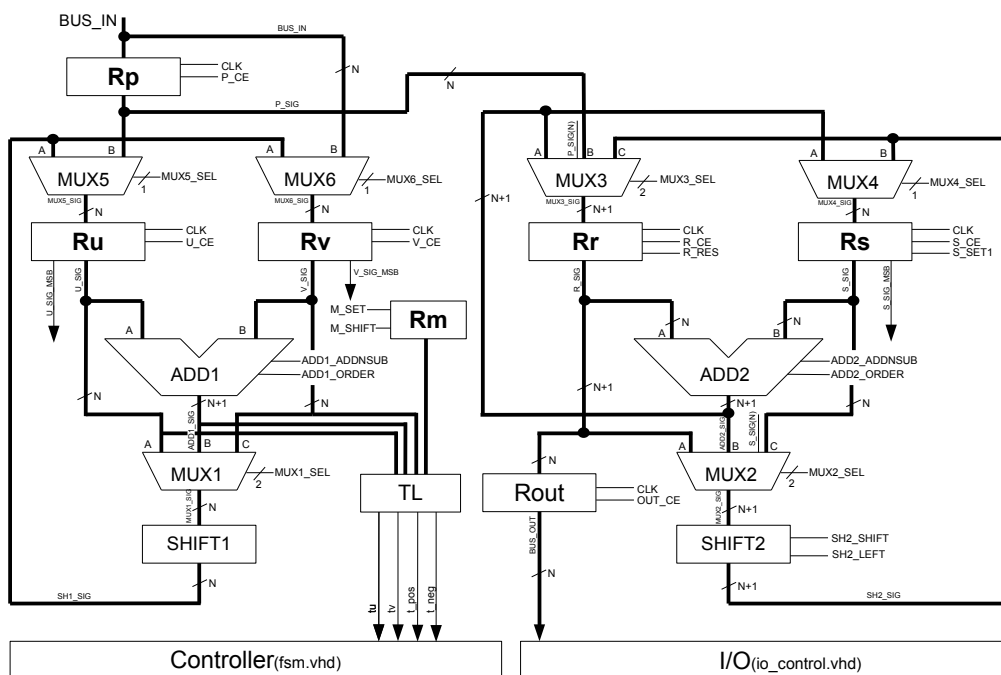 BUS_IN
BUS_IN
Rp
CLK
P_CE
N
N
P_SIG
A
B
MUX5
MUX5_SEL
1
MUX5_SIG
N
A
B
MUX6
MUX6_SEL
1
MUX6_SIG
N
Ru
CLK
U_CE
U_SIG_MSB
U_SIG
Rv
CLK
V_CE
V_SIG
V_SIG_MSB
M_SET
M_SHIFT
Rm
A
B
ADD1
ADD1_ADDNSUB
ADD1_ORDER
N
N+1
N
ADD1_SIG
A
B
C
MUX1
MUX1_SEL
2
MUX1_SIG
N
SHIFT1
N
SH1_SIG
TL
tu
tv
t_pos
t_neg
Controller(fsm.vhd)
A
P_SIG(N)
B
C
MUX3
MUX3_SEL
2
MUX3_SIG
N+1
N+1
A
B
MUX4
MUX4_SEL
1
MUX4_SIG
N
Rr
CLK
R_CE
R_RES
R_SIG
Rs
CLK
S_CE
S_SET1
S_SIG
S_SIG_MSB
N
A
N
B
ADD2
ADD2_ADDNSUB
ADD2_ORDER
N+1
N+1
N
ADD2_SIG
S_SIG(N)
A
B
C
MUX2
MUX2_SEL
2
MUX2_SIG
N+1
N
Rout
CLK
OUT_CE
BUS_OUT
N
SHIFT2
SH2_SHIFT
SH2_LEFT
N+1
SH2_SIG
I/O(io_control.vhd)